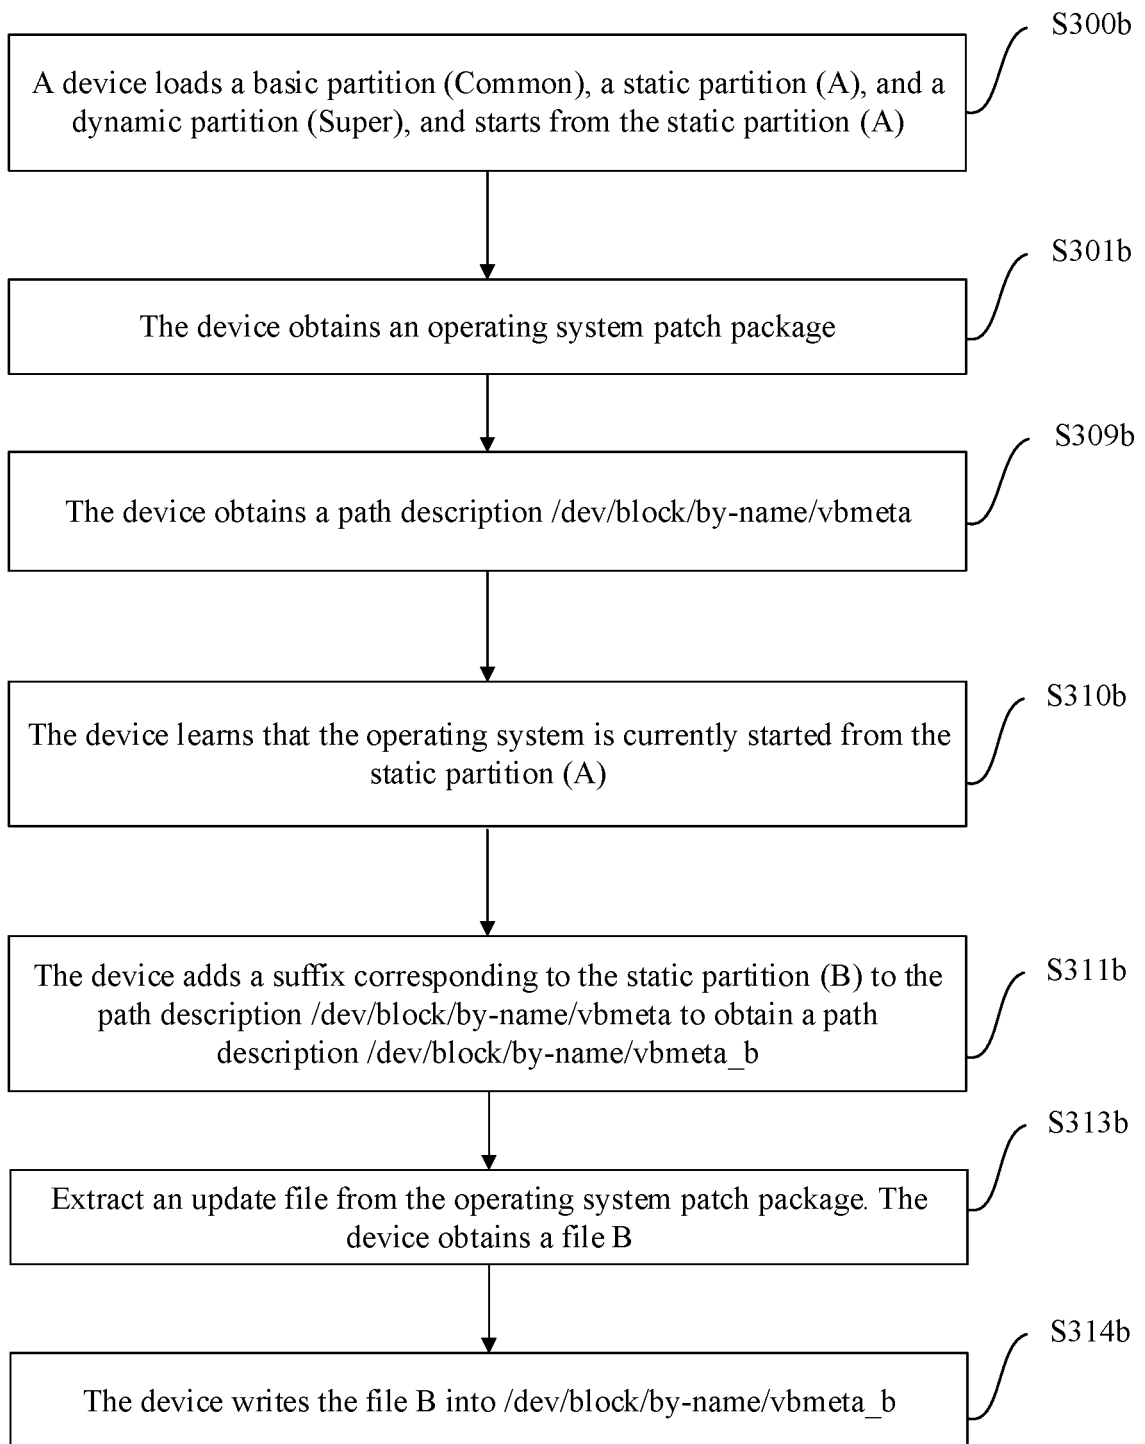 S300b
A device loads a basic partition (Common), a static partition (A), and a
dynamic partition (Super), and starts from the static partition (A)
S301b
The device obtains an operating system patch package
S309b
The device obtains a path description /dev/block/by-name/vbmeta
S310b
The device learns that the operating system is currently started from the
static partition (A)
S311b
The device adds a suffix corresponding to the static partition (B) to the
path description /dev/block/by-name/vbmeta to obtain a path
description /dev/block/by-name/vbmeta_b
S313b
Extract an update file from the operating system patch package. The
device obtains a file B
S314b
The device writes the file B into /dev/block/by-name/vbmeta_b